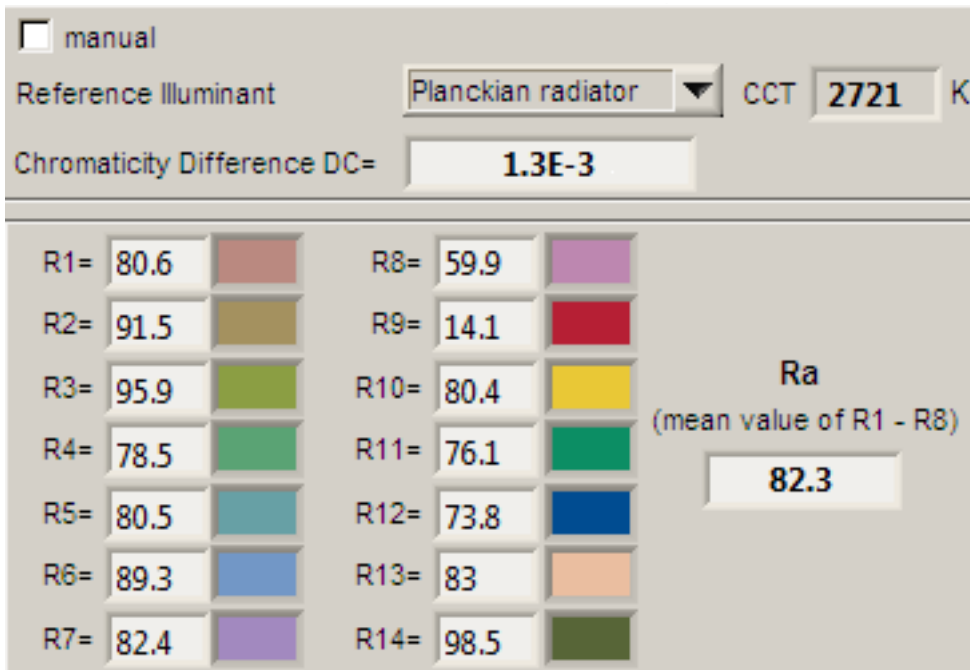 manual
Reference Illuminant Planckian radiator CCT 2721 K
Chromaticity Difference DC= 1.3E-3
R1= 80.6 R8= 59.9
R2= 91.5 R9= 14.1
R3= 95.9 R10= 80.4
R4= 78.5 R11= 76.1
R5= 80.5 R12= 73.8
R6= 89.3 R13= 83
R7= 82.4 R14= 98.5
Ra
(mean value of R1 - R8)
82.3